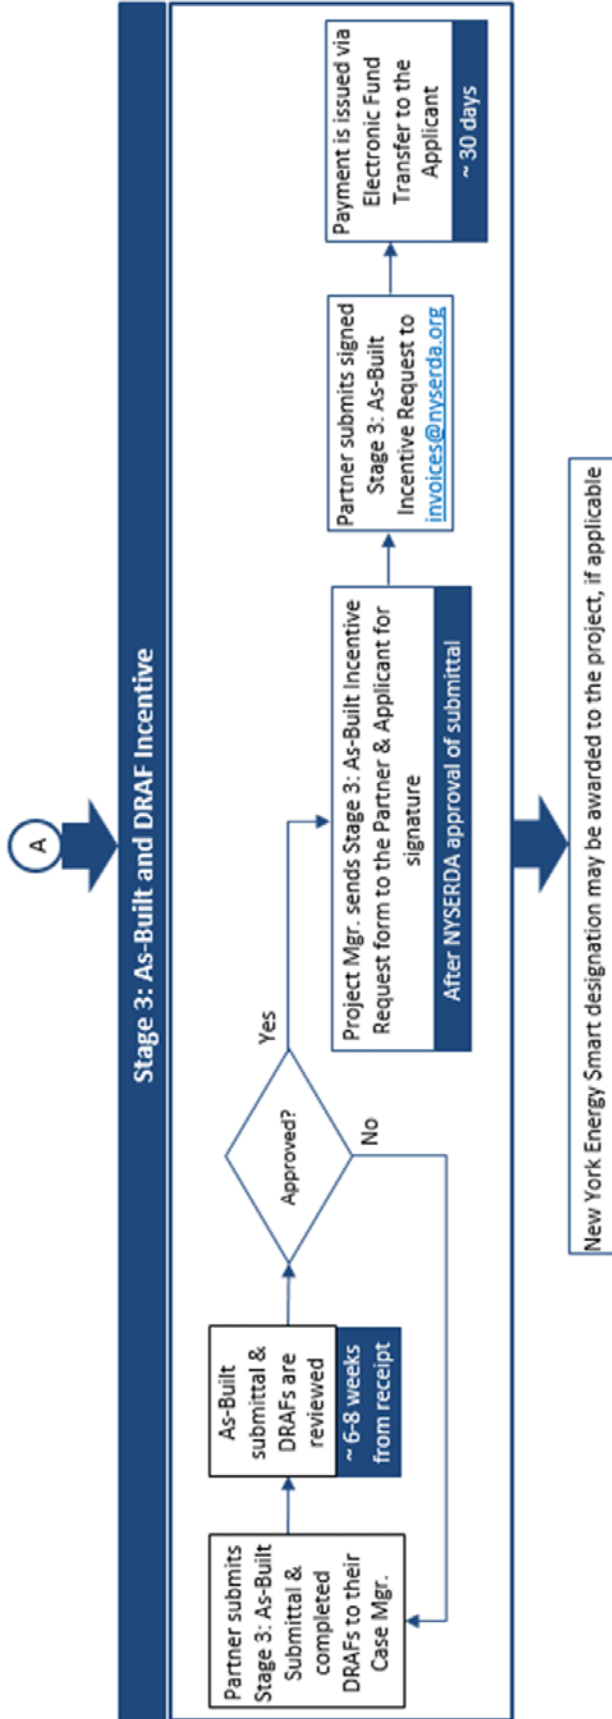 A
Stage 3: As-Built and DRAF Incentive
Partner submits
Stage 3: As-Built
Submittal &
completed
DRAFs to their
Case Mgr.
As-Built
submittal &
DRAFs are
reviewed
~ 6-8 weeks
from receipt
Approved?
Yes
No
Project Mgr. sends Stage 3: As-Built Incentive
Request form to the Partner & Applicant for
signature
After NYSERDA approval of submittal
Partner submits signed
Stage 3: As-Built
Incentive Request to
invoices@nyserda.org
Payment is issued via
Electronic Fund
Transfer to the
Applicant
~ 30 days
New York Energy Smart designation may be awarded to the project, if applicable